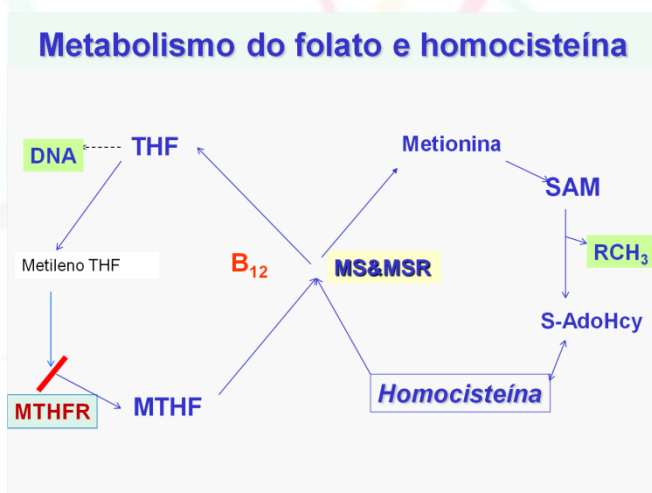 Metabolismo do folato e homocisteína
THF
Metionina
DNA
SAM
RCH₃
Metileno THF
B₁₂
MS&MSR
S-AdoHcy
Homocisteína
MTHFR
MTHF